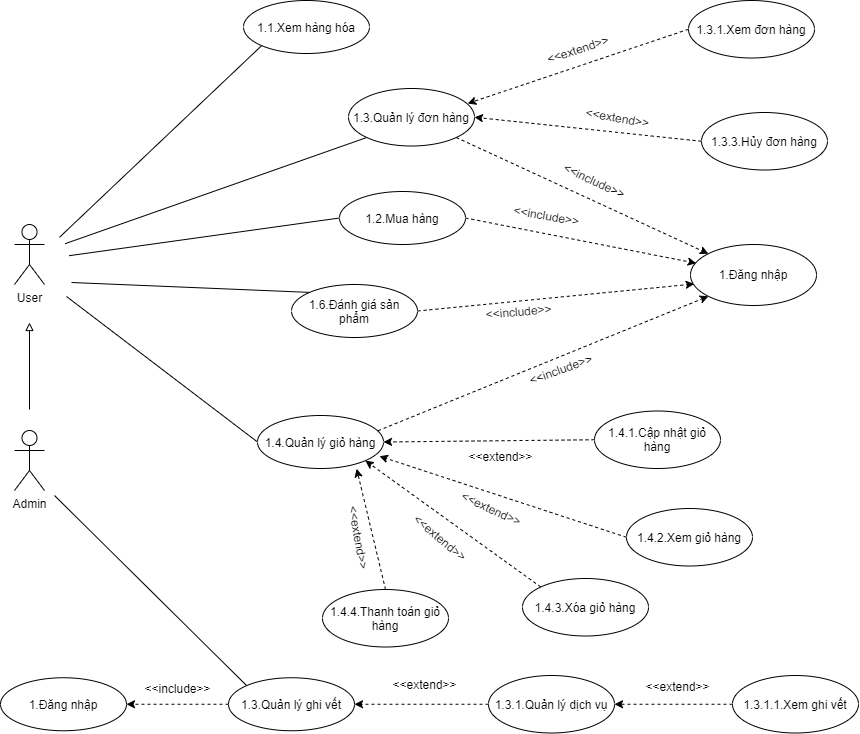 1.1.Xem hàng hóa
1.3.1.Xem đơn hàng
<<extend>>
1.3.Quản lý đơn hàng
<<extend>>
1.3.3.Hủy đơn hàng
<<include>>
1.2.Mua hàng
<<include>>
User
1.Đăng nhập
1.6.Đánh giá sản
phẩm
<<include>>
<<include>>
1.4.Quản lý giỏ hàng
1.4.1.Cập nhật giỏ
hàng
<<extend>>
Admin
<<extend>>
1.4.2.Xem giỏ hàng
<<extend>>
<<extend>>
1.4.4.Thanh toán giỏ
hàng
1.4.3.Xóa giỏ hàng
1.Đăng nhập
<<include>>
1.3.Quản lý ghi vết
<<extend>>
1.3.1.Quản lý dịch vụ
<<extend>>
1.3.1.1.Xem ghi vết